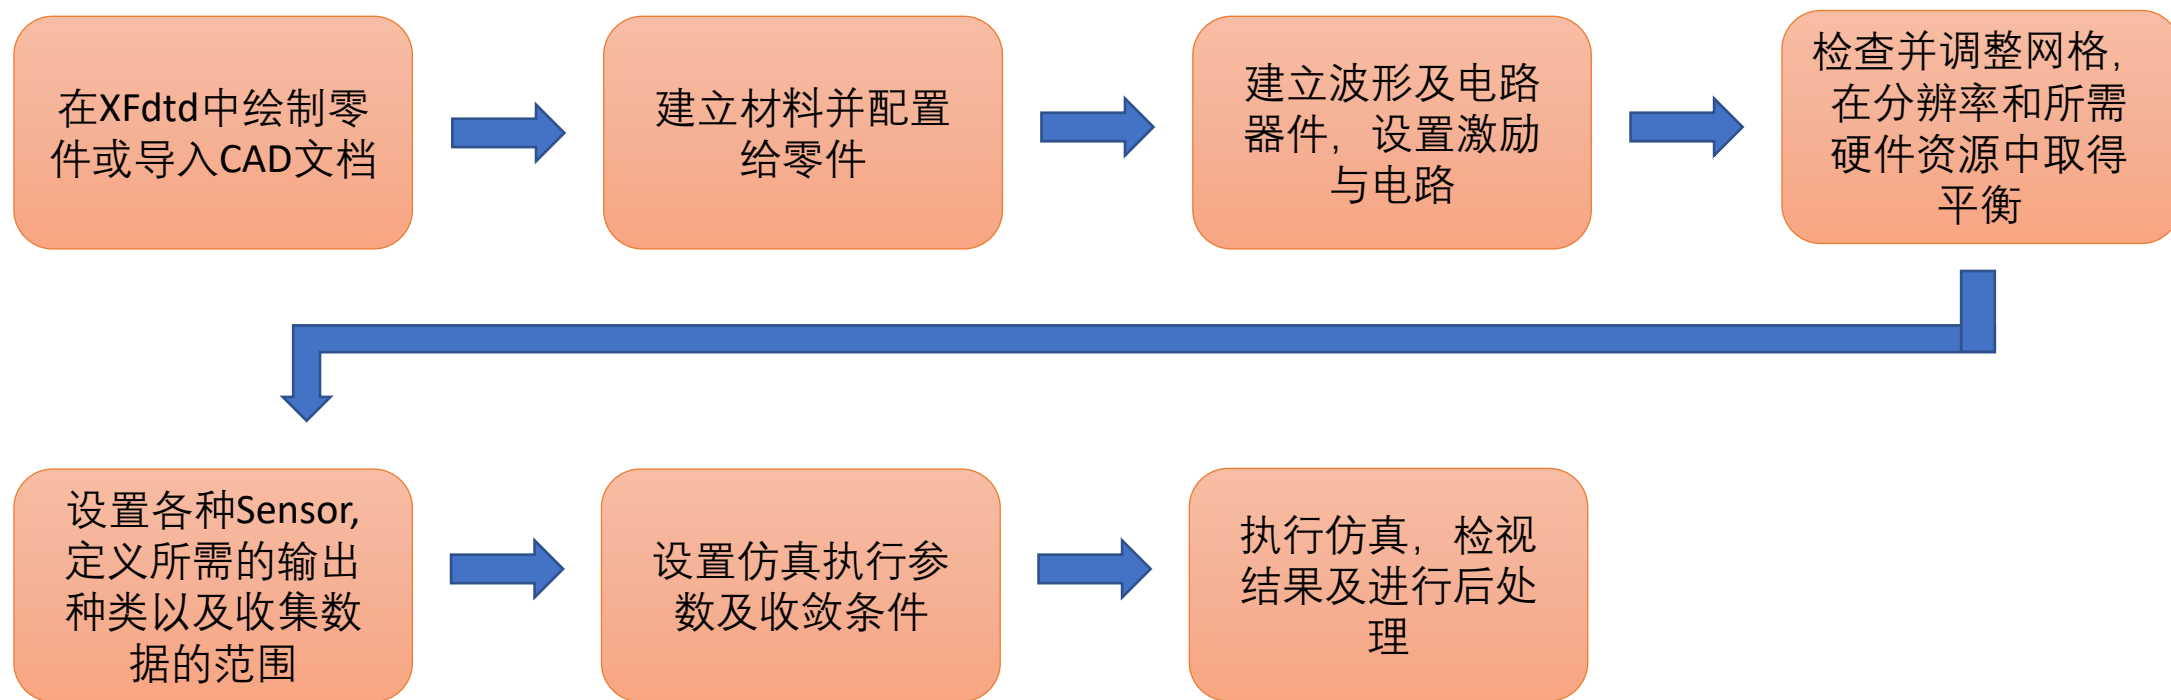 在XFdtd中绘制零
件或导入CAD文档
建立材料并配置
给零件
建立波形及电路
器件，设置激励
与电路
检查并调整网格，
在分辨率和所需
硬件资源中取得
平衡
设置各种Sensor,
定义所需的输出
种类以及收集数
据的范围
设置仿真执行参
数及收敛条件
执行仿真，检视
结果及进行后处
理